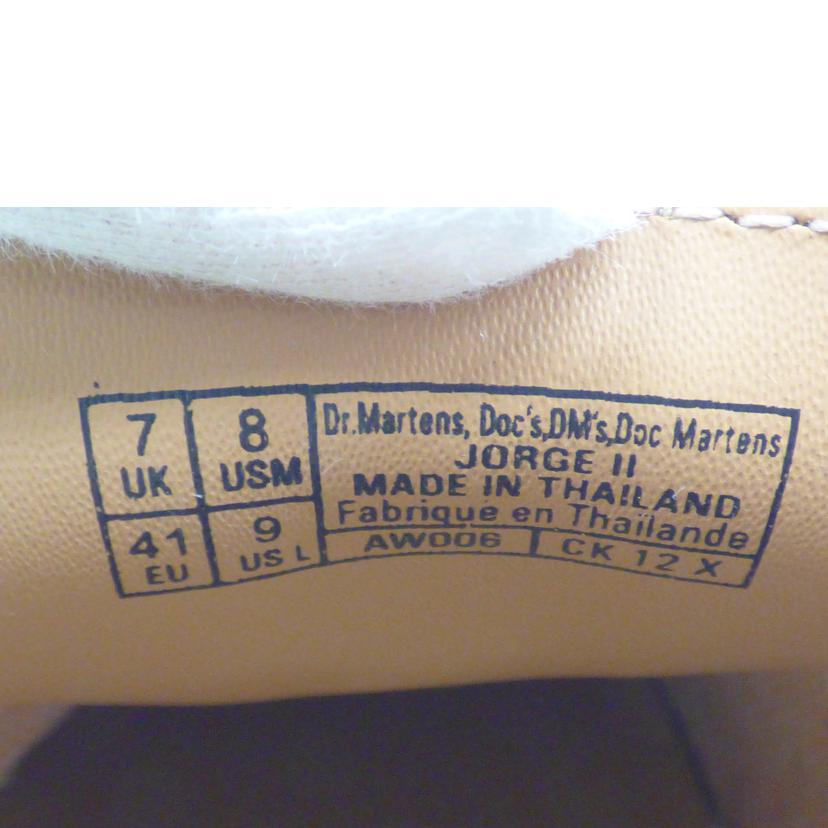 7
UK
8
USM
41
EU
9
US L
Dr.Martens, Doc's,DM's,Doc Martens
JORGE II
MADE IN THAILAND
Fabrique en Thaïlande
AW006
CK 12 X